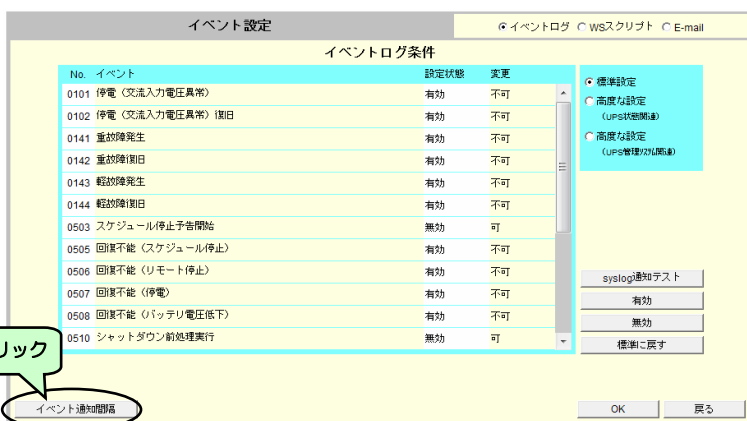 イベント設定 イベントログ WSスクリプト E-mail
イベントログ条件
No. イベント 設定状態 変更
0101 停電（交流入力電圧異常） 有効 不可
0102 停電（交流入力電圧異常）復旧 有効 不可
0141 重故障発生 有効 不可
0142 重故障復旧 有効 不可
0143 軽故障発生 有効 不可
0144 軽故障復旧 有効 不可
0503 スケジュール停止予告開始 無効 可
0505 回復不能（スケジュール停止） 有効 不可
0506 回復不能（リモート停止） 有効 不可
0507 回復不能（停電） 有効 不可
0508 回復不能（バッテリ電圧低下） 有効 不可
0510 シャットダウン前処理実行 無効 可
標準設定
高度な設定
（UPS状態関連）
高度な設定
（UPS管理ｼｽﾃﾑ関連）
syslog通知テスト
有効
無効
標準に戻す
リック
イベント通知間隔 OK 戻る